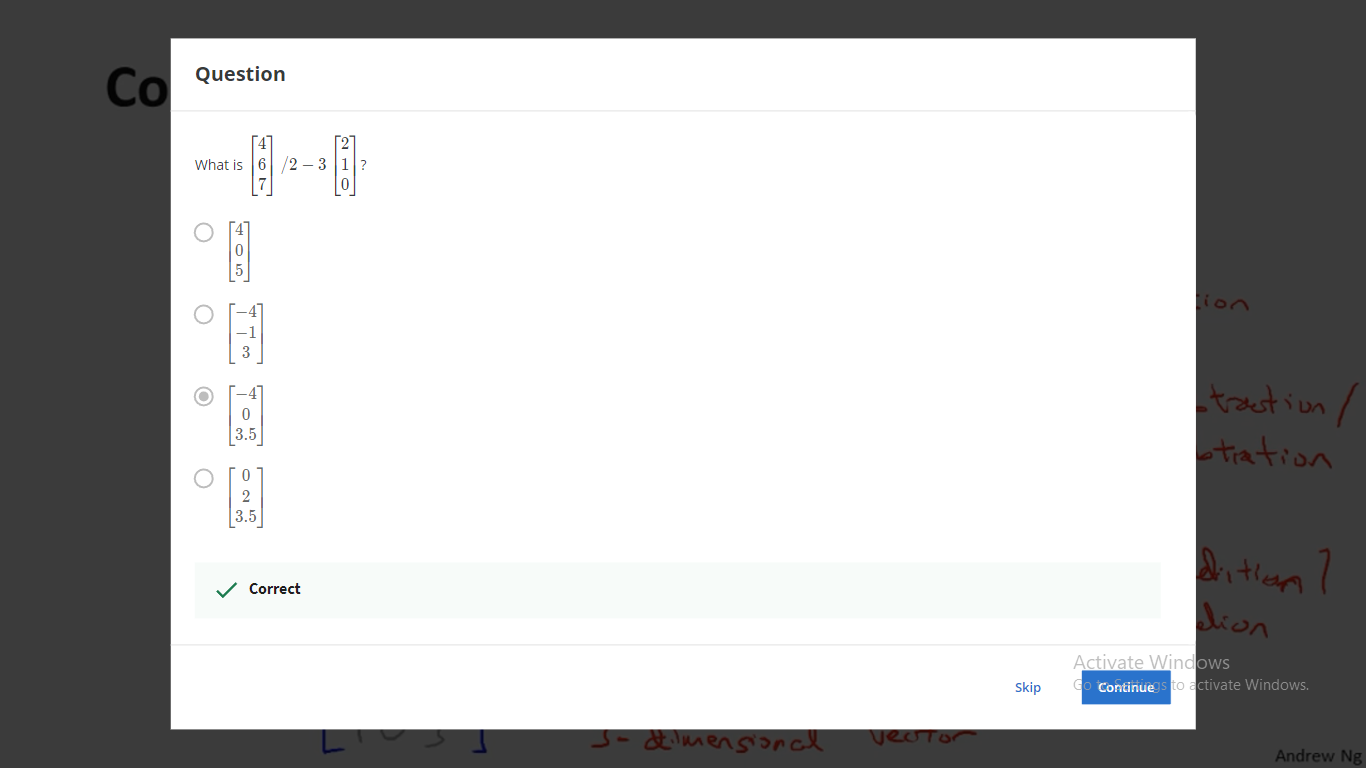 Co
Question
What is [4 6 7] /2 − 3 [2 1 0] ?
[4 0 5]
[−4 −1 3]
[−4 0 3.5]
[0 2 3.5]
Correct
Skip
Continue
Activate Windows
Go to Settings to activate Windows.
3-dimensional vector
Andrew Ng